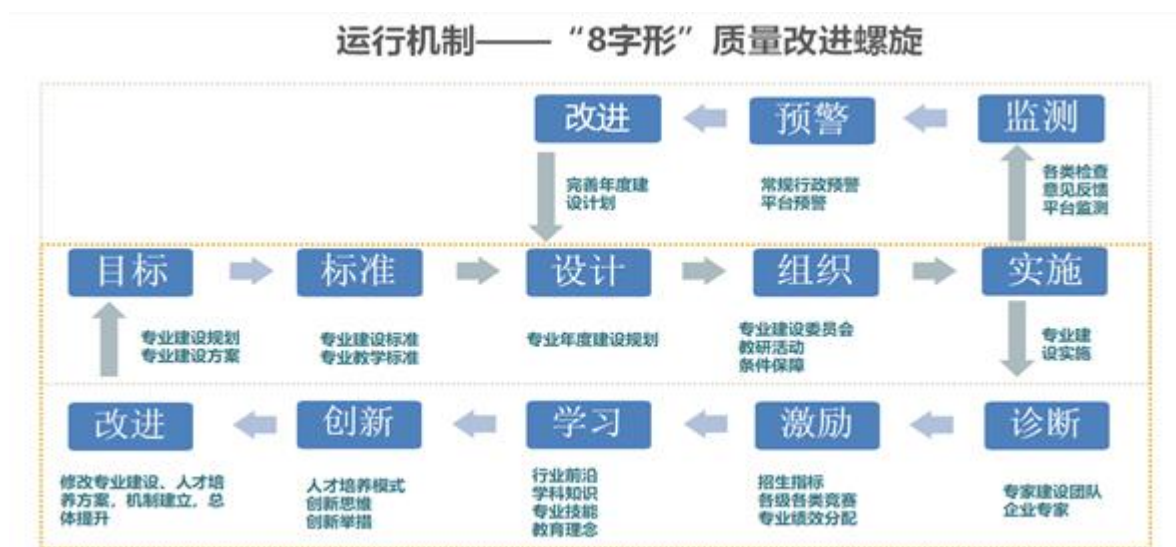 运行机制——“8字形”质量改进螺旋
改进
预警
监测
完善年度建
设计划
常规行政预警
平台预警
各类检查
意见反馈
平台监测
目标
标准
设计
组织
实施
专业建设规划
专业建设方案
专业建设标准
专业教学标准
专业年度建设规划
专业建设委员会
教研活动
条件保障
专业建
设实施
改进
创新
学习
激励
诊断
修改专业建设、人才培
养方案，机制建立，总
体提升
人才培养模式
创新思维
创新举措
行业前沿
学科知识
专业技能
教育理念
招生指标
各级各类竞赛
专业绩效分配
专家建设团队
企业专家